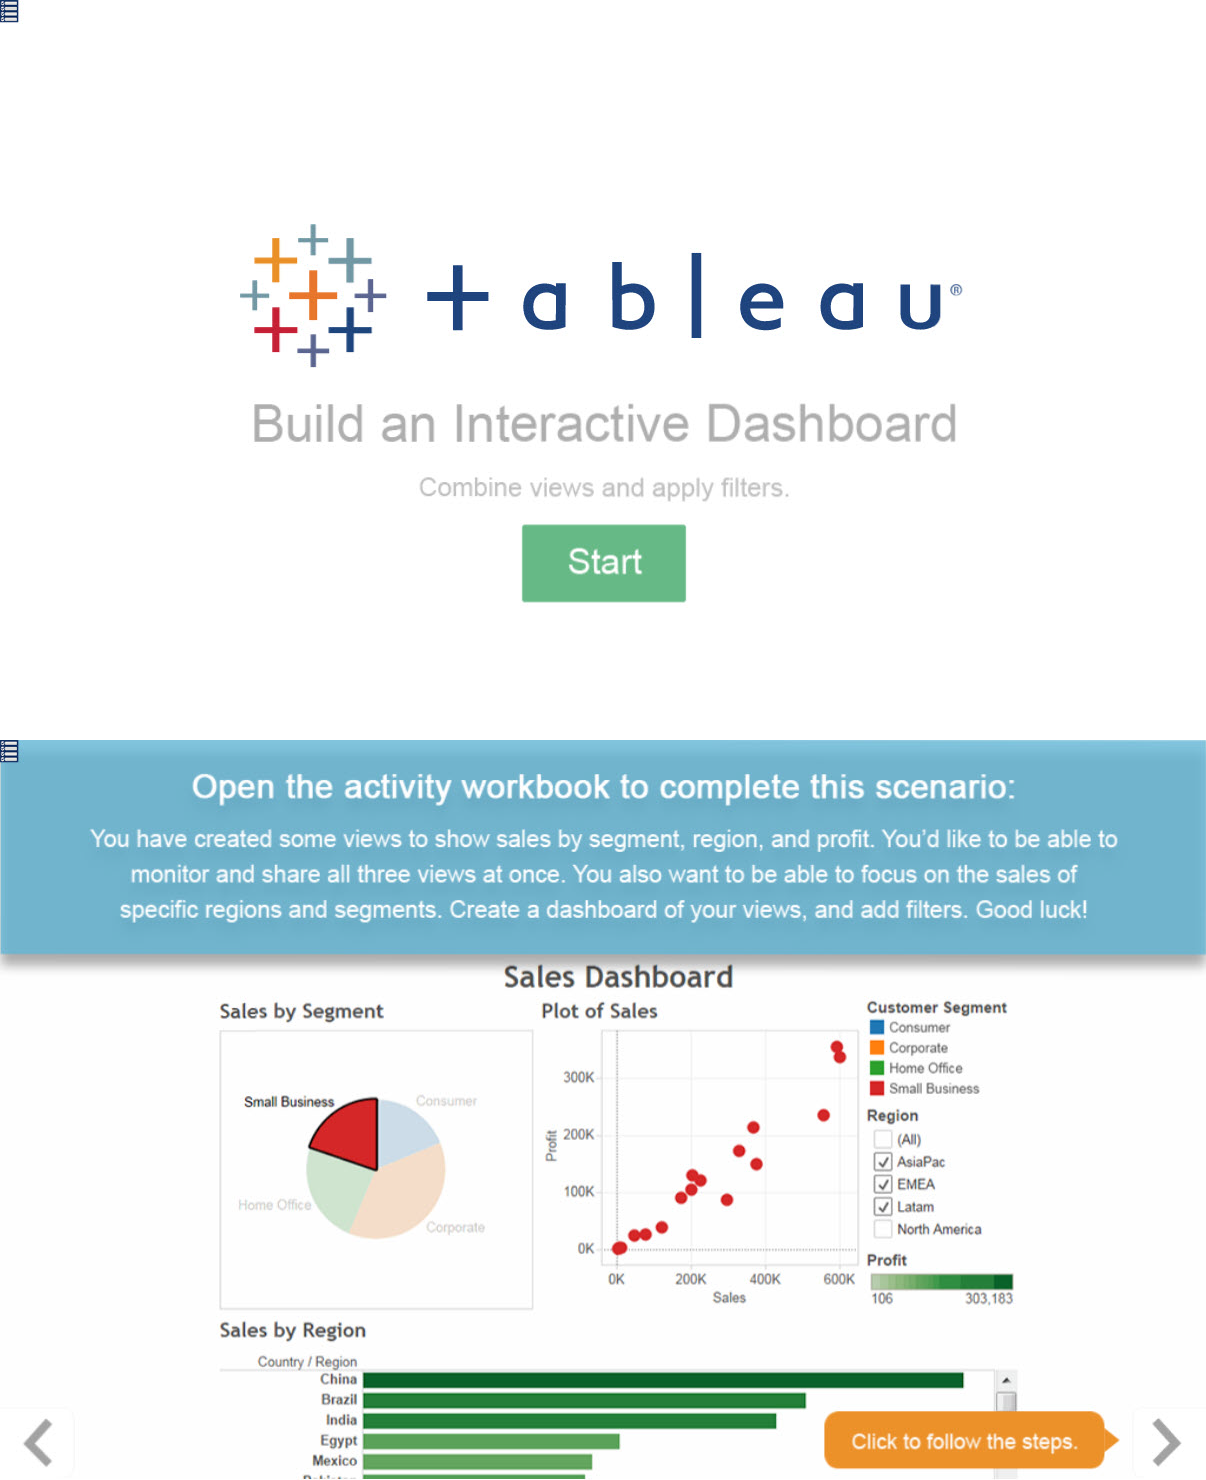 tableau®
Build an Interactive Dashboard
Combine views and apply filters.
Start
Open the activity workbook to complete this scenario:
You have created some views to show sales by segment, region, and profit. You'd like to be able to
monitor and share all three views at once. You also want to be able to focus on the sales of
specific regions and segments. Create a dashboard of your views, and add filters. Good luck!
Sales Dashboard
Sales by Segment
Small Business
Consumer
Home Office
Corporate
Plot of Sales
Profit
300K
200K
100K
0K
0K 200K 400K 600K
Sales
Customer Segment
Consumer
Corporate
Home Office
Small Business
Region
(All)
AsiaPac
EMEA
Latam
North America
Profit
106 303,183
Sales by Region
Country / Region
China
Brazil
India
Egypt
Mexico
Click to follow the steps.